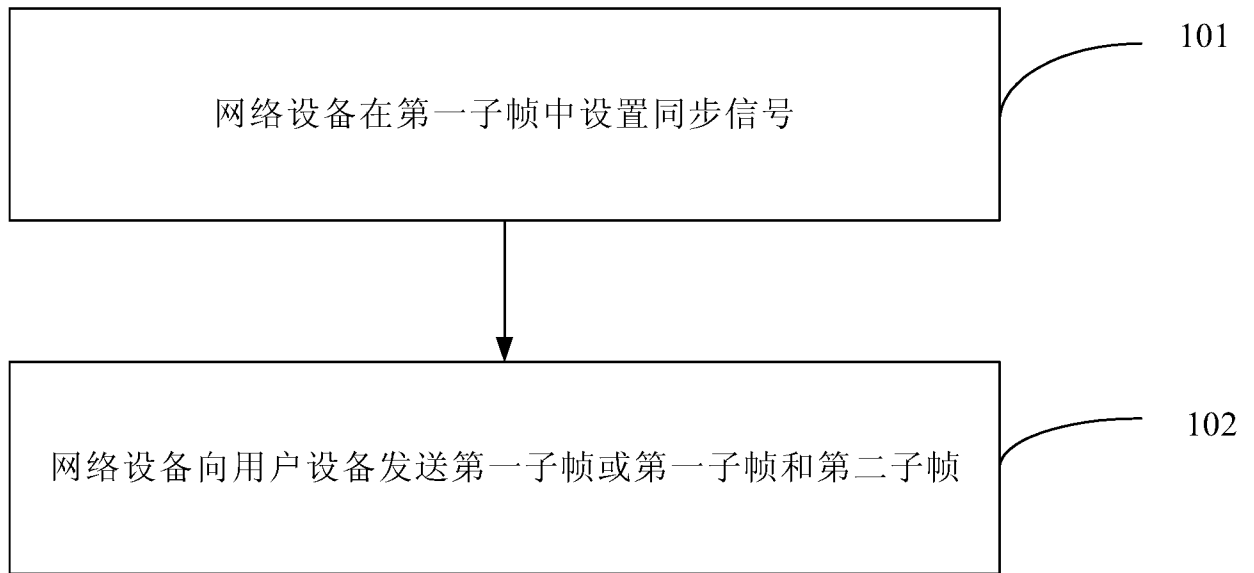 101
网络设备在第一子帧中设置同步信号
102
网络设备向用户设备发送第一子帧或第一子帧和第二子帧